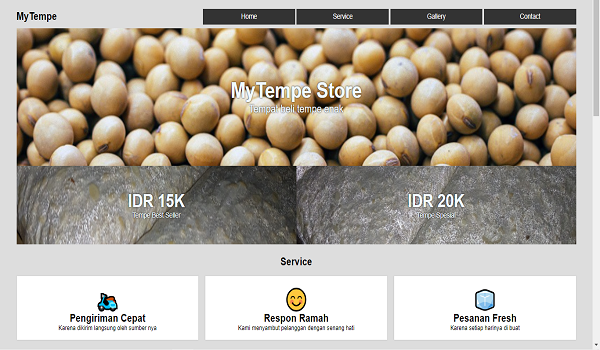 MyTempe
Home
Service
Gallery
Contact
MyTempe Store
Tempat beli tempe enak
IDR 15K
Tempe Best Seller
IDR 20K
Tempe Spesial
Service
Pengiriman Cepat
Karena dikirim langsung oleh sumber nya
Respon Ramah
Kami menyambut pelanggan dengan senang hati
Pesanan Fresh
Karena setiap harinya di buat